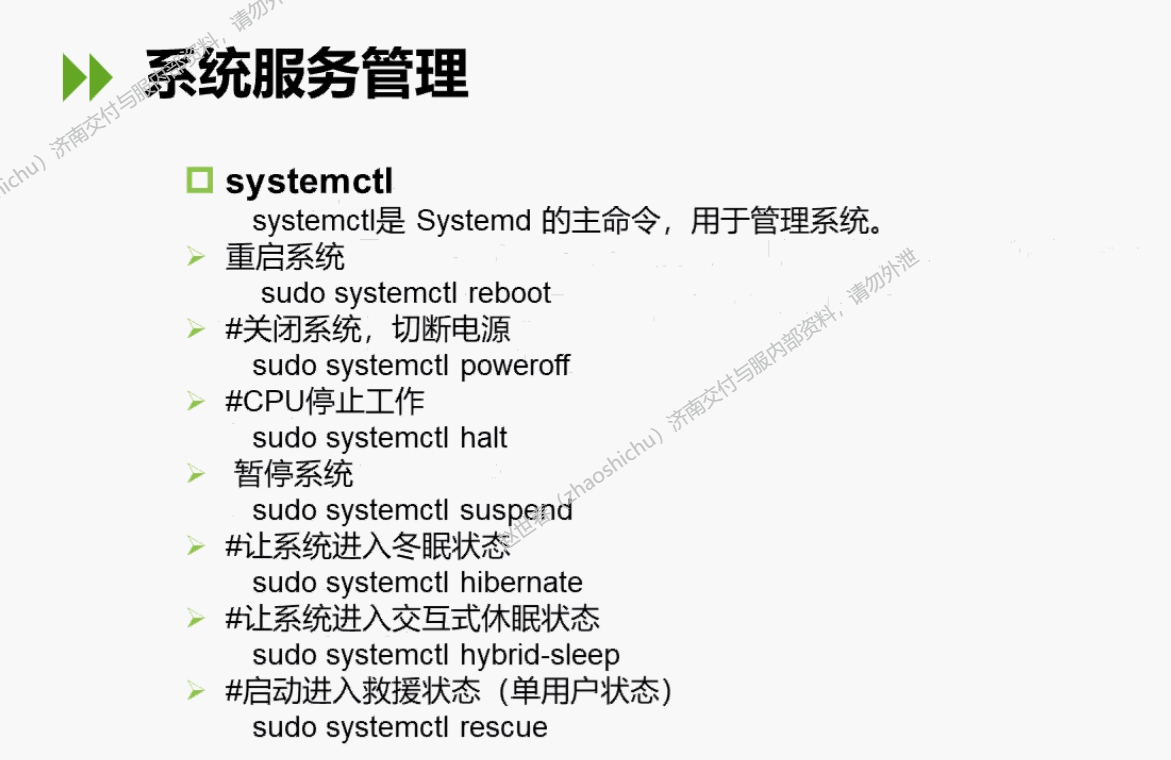 系统服务管理
systemctl
systemctl是 Systemd 的主命令，用于管理系统。
重启系统
sudo systemctl reboot
#关闭系统，切断电源
sudo systemctl poweroff
#CPU停止工作
sudo systemctl halt
暂停系统
sudo systemctl suspend
#让系统进入冬眠状态
sudo systemctl hibernate
#让系统进入交互式休眠状态
sudo systemctl hybrid-sleep
#启动进入救援状态（单用户状态）
sudo systemctl rescue
（zhaoshichu）济南交付与服内部资料，请勿外泄
hichu）济南交付与服内部资料，请勿外